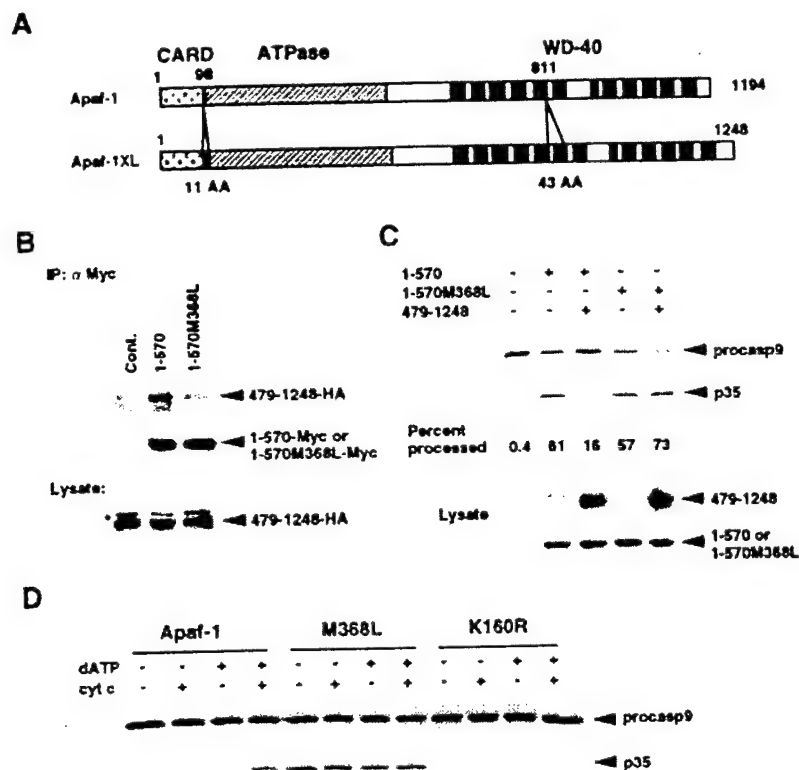 A
CARD ATPase WD-40
1 98 811
Apaf-1 1194
1 1248
Apaf-1XL
11 AA 43 AA
B
IP: α Myc
Cont.
1-570
1-570M368L
479-1248-HA
1-570-Myc or
1-570M368L-Myc
Lysate:
* 479-1248-HA
C
1-570 - + + - -
1-570M368L - - - + +
479-1248 - - + - +
procasp9
p35
Percent
processed 0.4 61 16 57 73
Lysate 479-1248
1-570 or
1-570M368L
D
Apaf-1 M368L K160R
dATP - - + + - - + + - - + +
cyt c - + - + - + - + - + - +
procasp9
p35